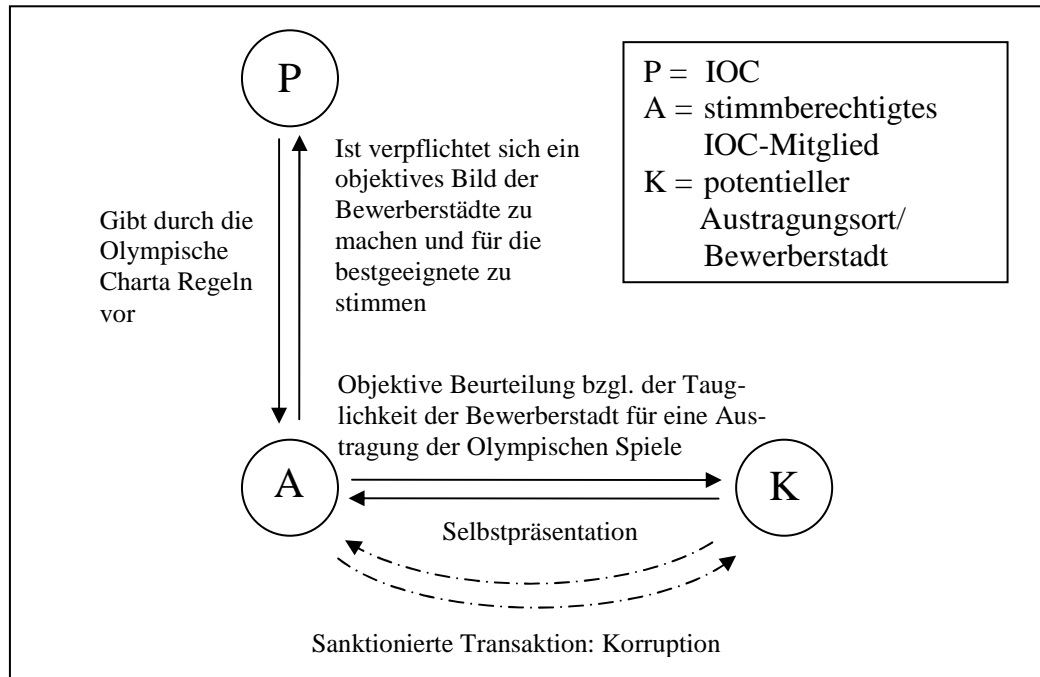 P
P = IOC
A = stimmberechtigtes
IOC-Mitglied
K = potentieller
Austragungsort/
Bewerberstadt
Ist verpflichtet sich ein
objektives Bild der
Bewerberstädte zu
machen und für die
bestgeeignete zu
stimmen
Gibt durch die
Olympische
Charta Regeln
vor
Objektive Beurteilung bzgl. der Taug-
lichkeit der Bewerberstadt für eine Aus-
tragung der Olympischen Spiele
A
K
Selbstpräsentation
Sanktionierte Transaktion: Korruption